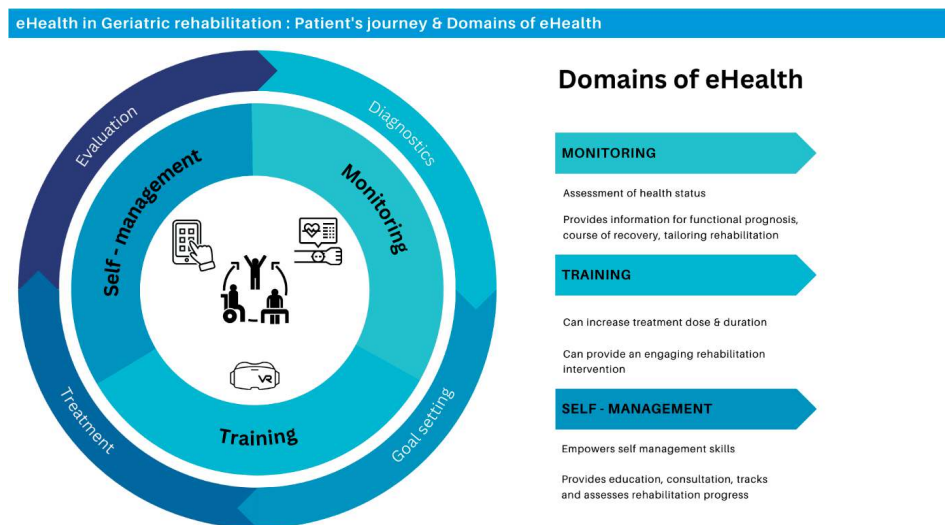 eHealth in Geriatric rehabilitation : Patient's journey & Domains of eHealth
Evaluation
Diagnostics
Self - management
Monitoring
VR
Treatment
Training
Goal setting
Domains of eHealth
MONITORING
Assessment of health status
Provides information for functional prognosis,
course of recovery, tailoring rehabilitation
TRAINING
Can increase treatment dose & duration
Can provide an engaging rehabilitation
intervention
SELF - MANAGEMENT
Empowers self management skills
Provides education, consultation, tracks
and assesses rehabilitation progress